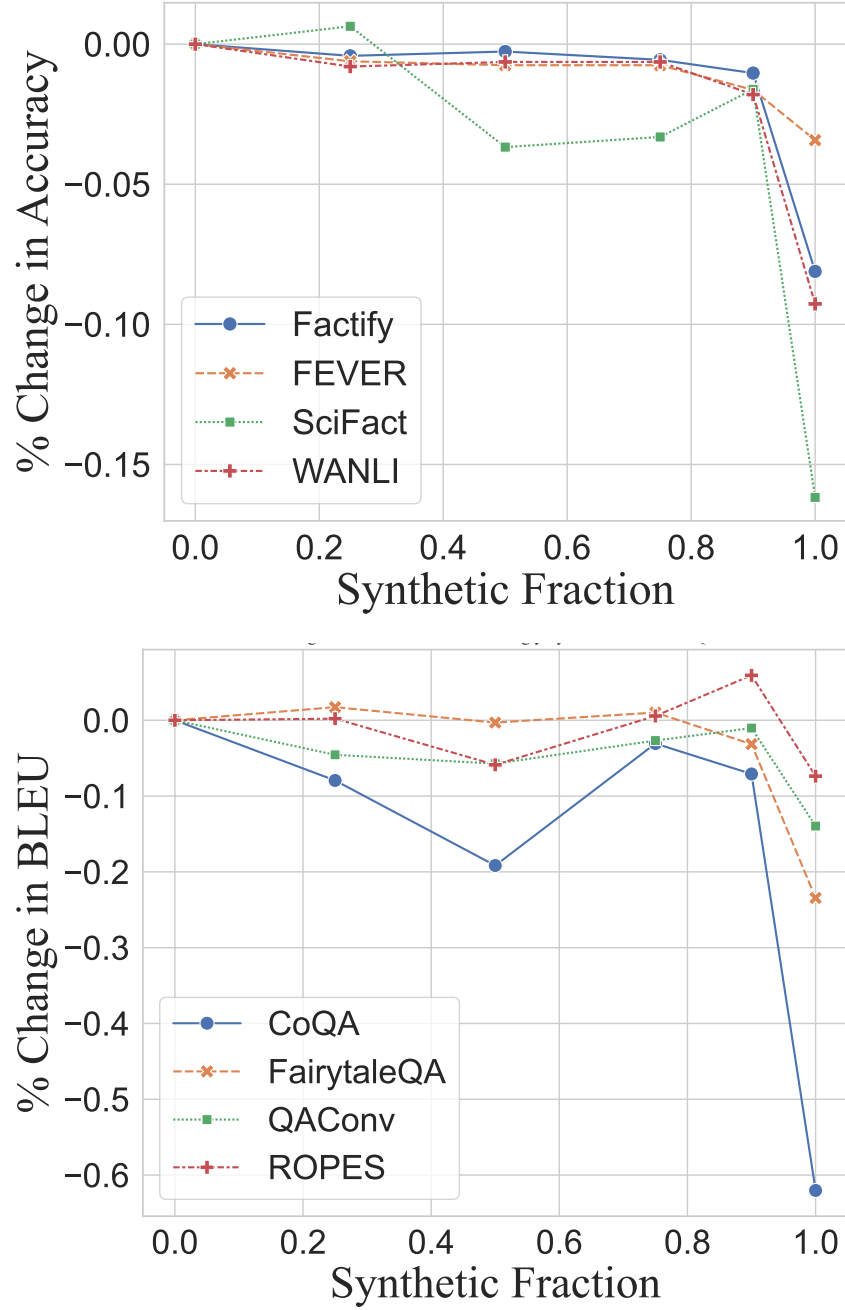 % Change in Accuracy
0.00
−0.05
−0.10
−0.15
Factify
FEVER
SciFact
WANLI
0.0 0.2 0.4 0.6 0.8 1.0
Synthetic Fraction
% Change in BLEU
0.0
−0.1
−0.2
−0.3
−0.4
−0.5
−0.6
CoQA
FairytaleQA
QAConv
ROPES
0.0 0.2 0.4 0.6 0.8 1.0
Synthetic Fraction